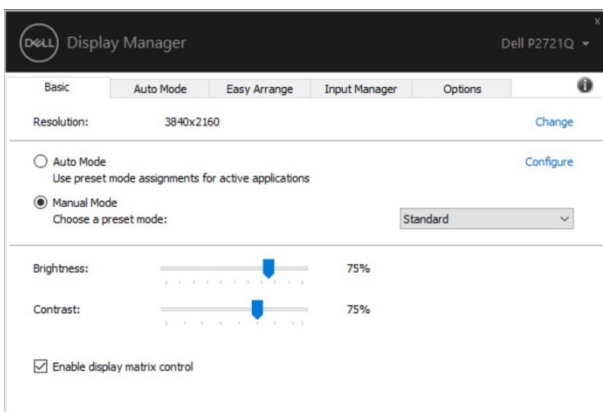 x
DELL Display Manager Dell P2721Q
Basic Auto Mode Easy Arrange Input Manager Options i
Resolution: 3840x2160 Change
Auto Mode Configure
Use preset mode assignments for active applications
Manual Mode
Choose a preset mode: Standard
Brightness: 75%
Contrast: 75%
Enable display matrix control